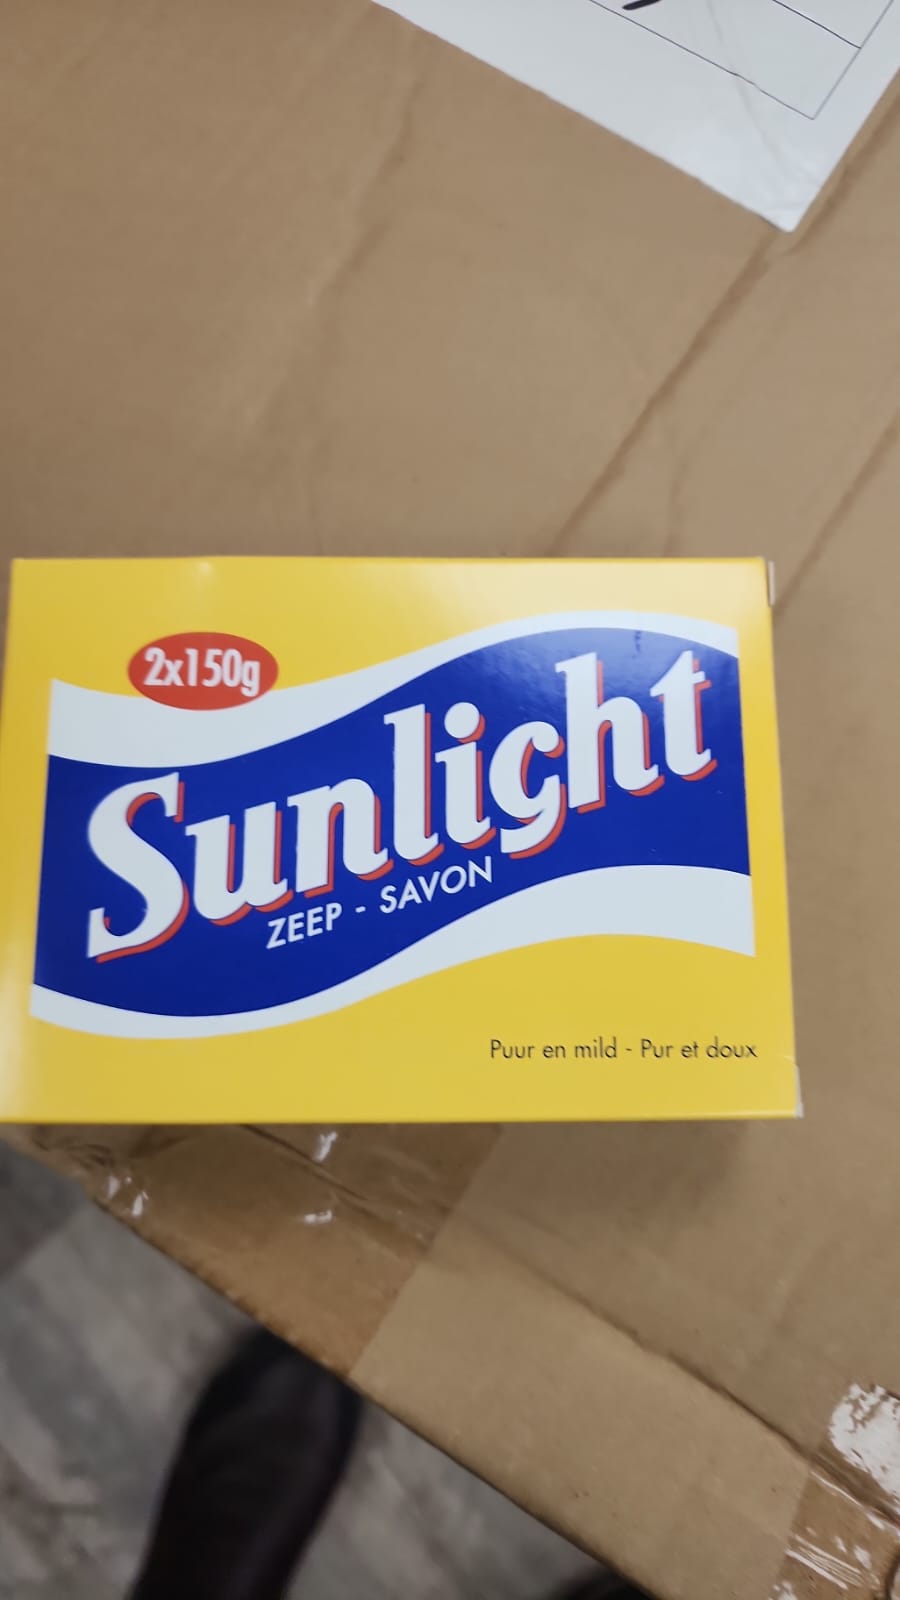 2x150g
Sunlight
ZEEP - SAVON
Puur en mild - Pur et doux